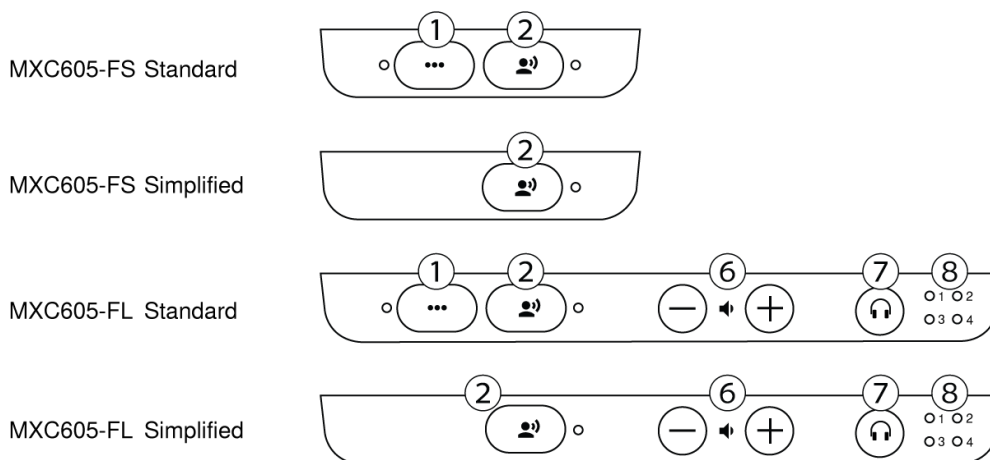 ① ②
MXC605-FS Standard
②
MXC605-FS Simplified
① ② ⑥ ⑦ ⑧
1 2
MXC605-FL Standard
3 4
② ⑥ ⑦ ⑧
1 2
MXC605-FL Simplified
3 4